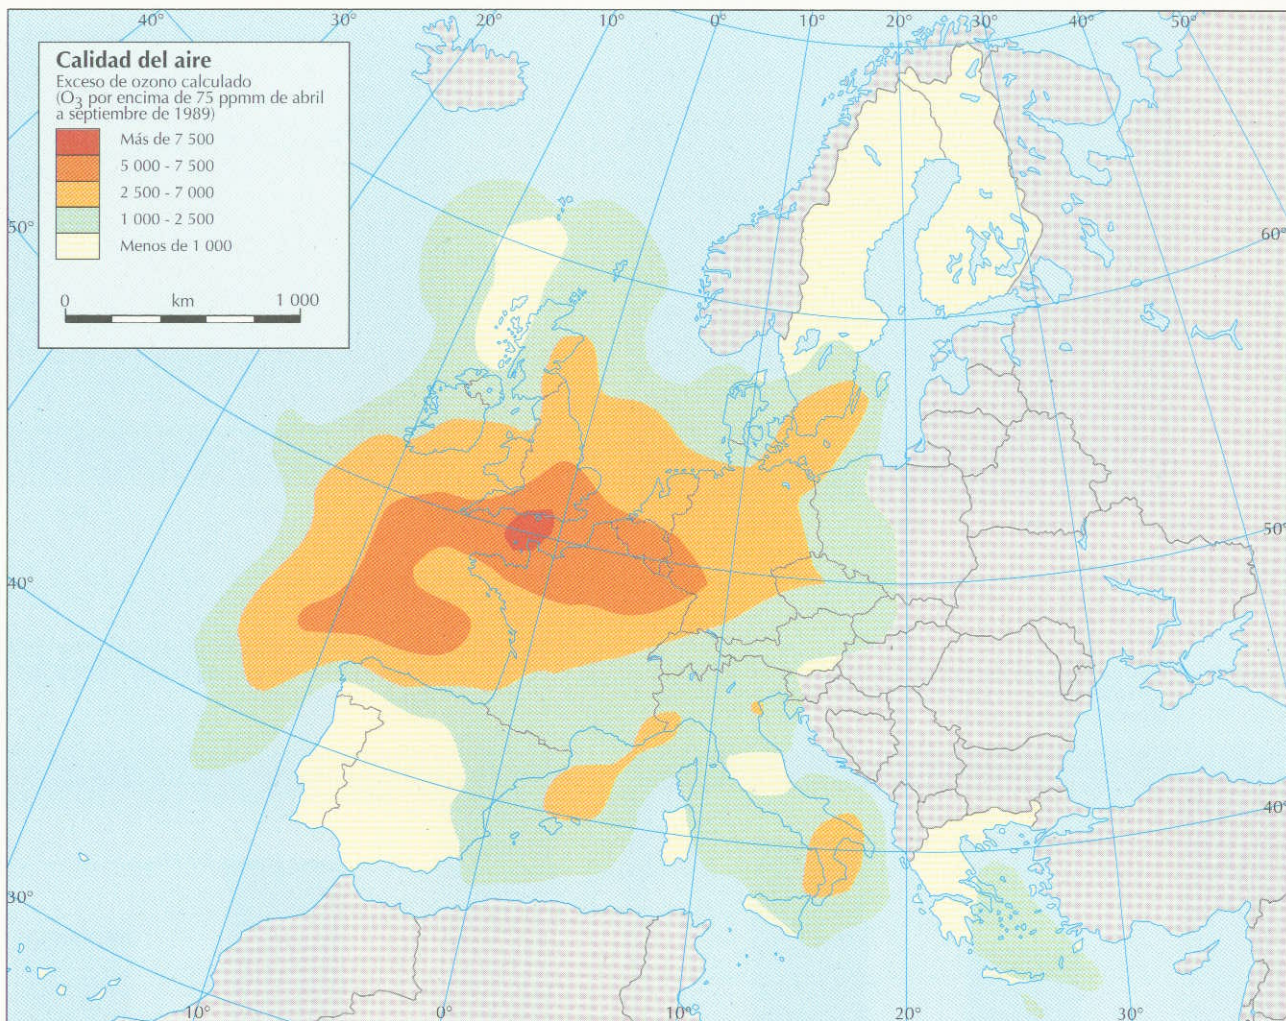 40° 30° 20° 10° 0° 10° 20° 30° 40° 50°
Calidad del aire
Exceso de ozono calculado
(O₃ por encima de 75 ppmm de abril
a septiembre de 1989)
Más de 7 500
5 000 - 7 500
2 500 - 7 000
1 000 - 2 500
Menos de 1 000
0 km 1 000
50°
60°
50°
40°
40°
30°
10° 0° 10° 20° 30°